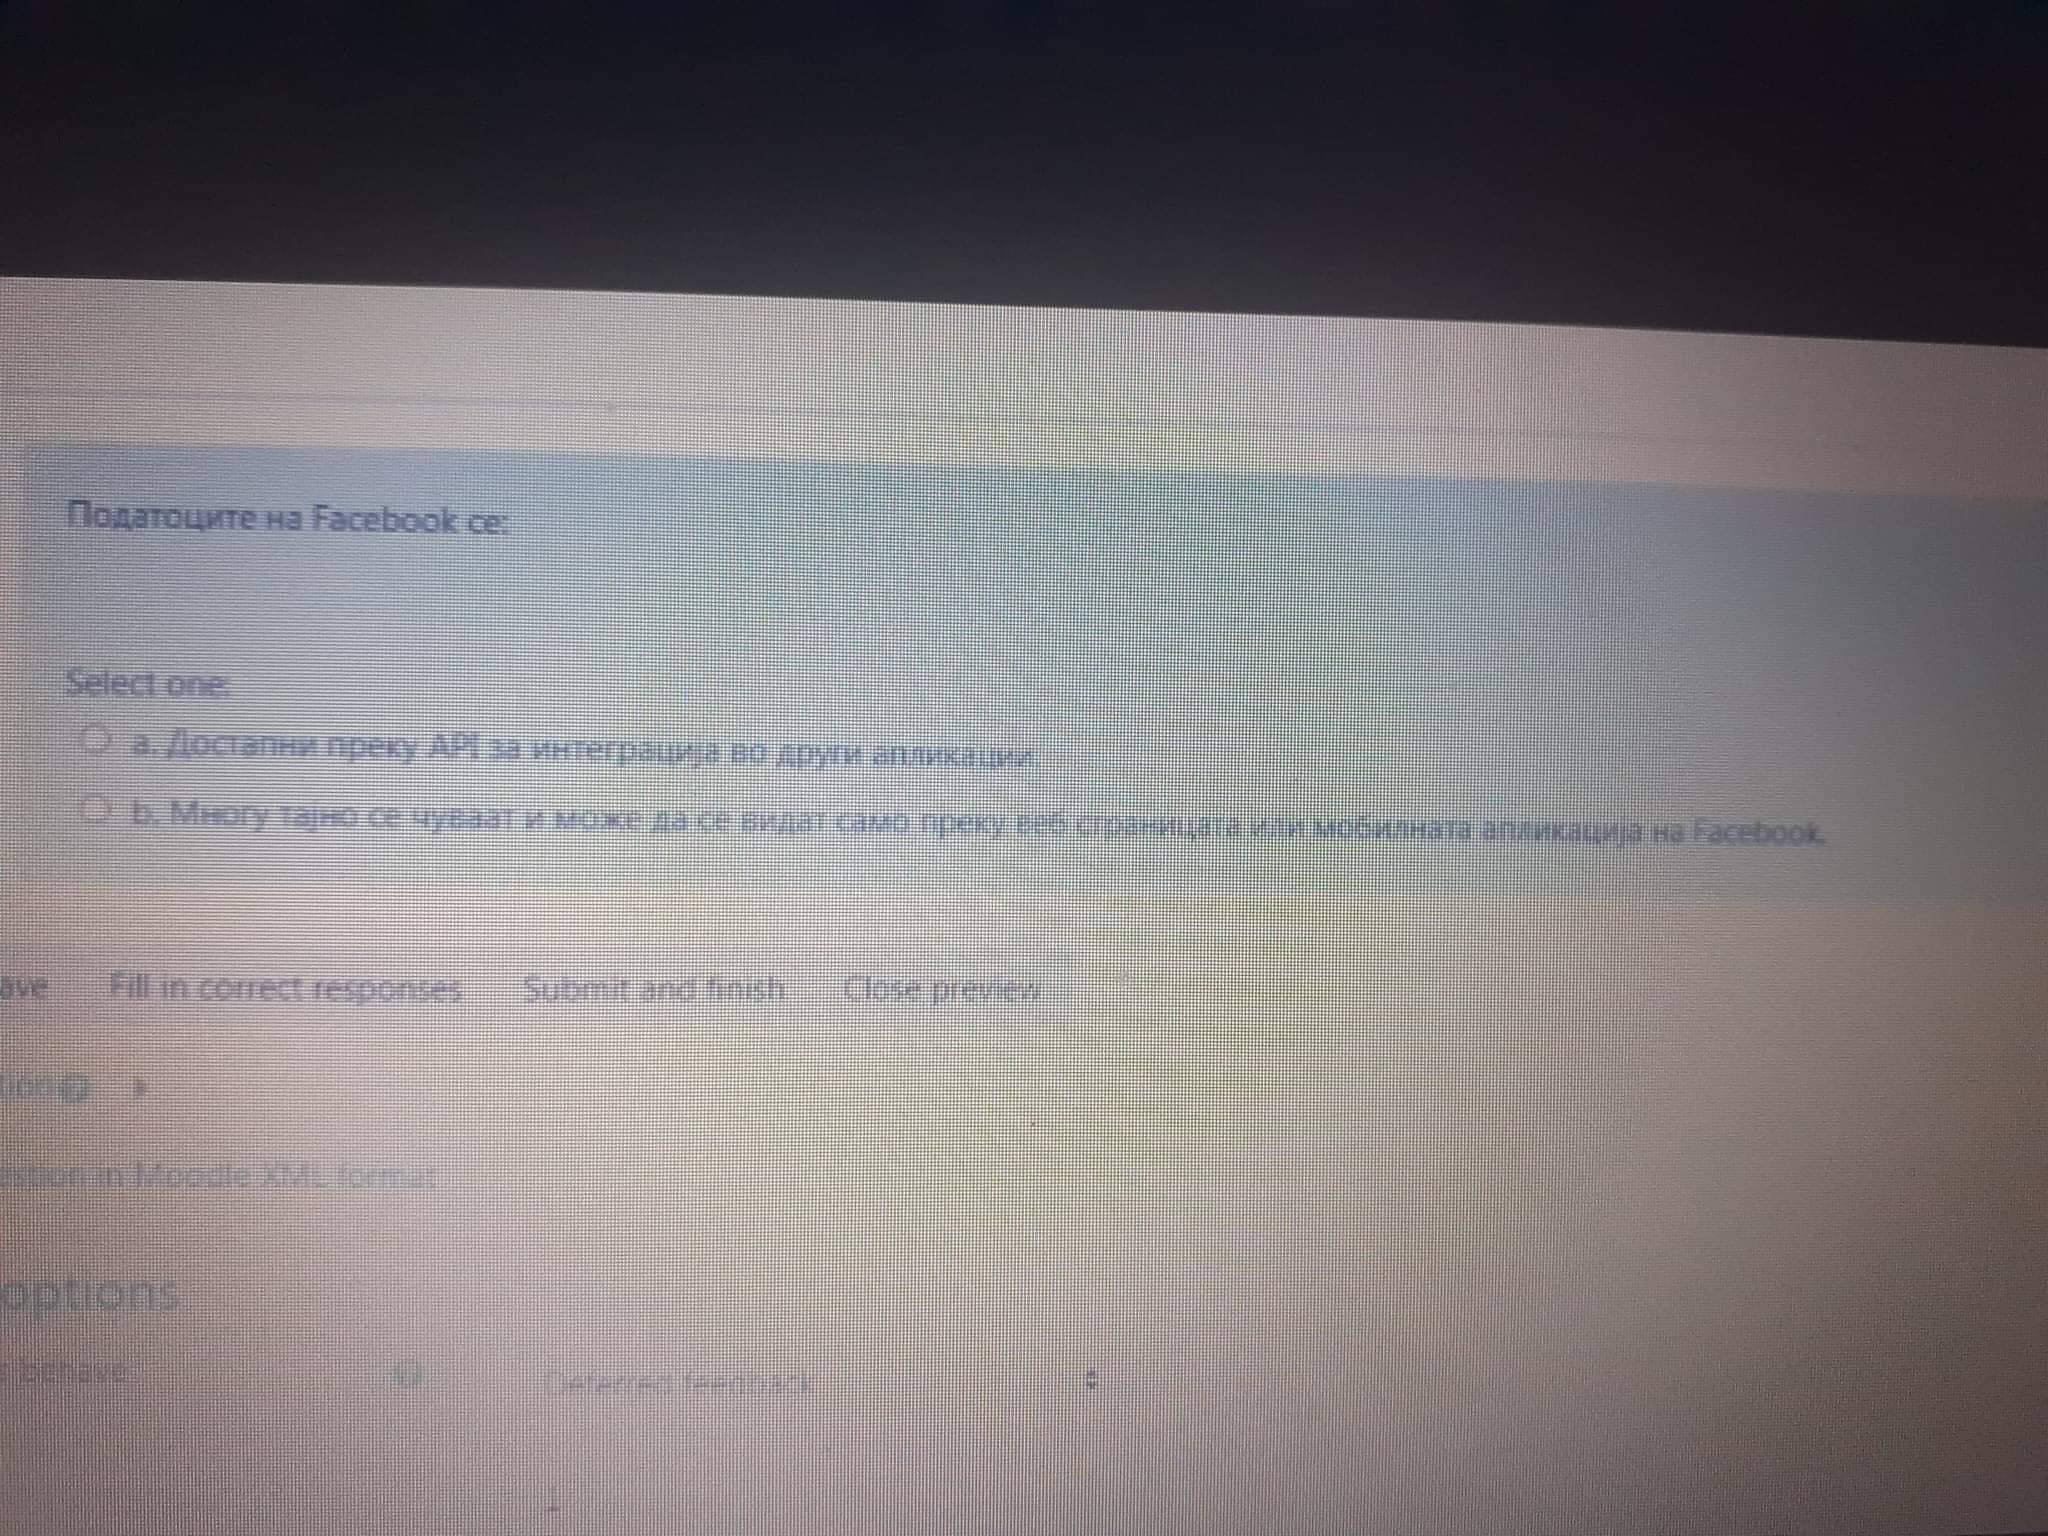 Податоците на Facebook се:
Select one:
a. Достапни преку API за интеграција во други апликации.
b. Многу тајно се чуваат и може да се видат само преку веб страницата или мобилната апликација на Facebook.
ave Fill in correct responses Submit and finish Close preview
tion
estion in Moodle XML format
options
behave Deferred feedback